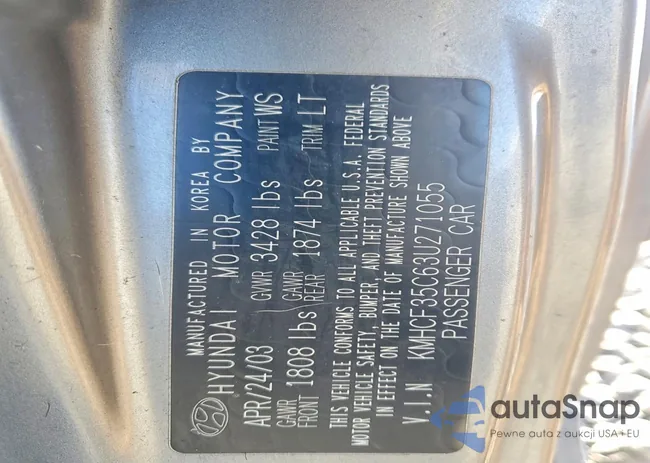 MANUFACTURED IN KOREA BY
HYUNDAI MOTOR COMPANY
APR/24/03 GVWR 3428 lbs PAINT WS
GAWR FRONT 1808 lbs GAWR REAR 1874 lbs TRIM LT
THIS VEHICLE CONFORMS TO ALL APPLICABLE U.S.A. FEDERAL
MOTOR VEHICLE SAFETY, BUMPER, AND THEFT PREVENTION STANDARDS
IN EFFECT ON THE DATE OF MANUFACTURE SHOWN ABOVE
V.I.N KMHCF35C63U271055
PASSENGER CAR
autaSnap
Pewne auta z aukcji USA+EU